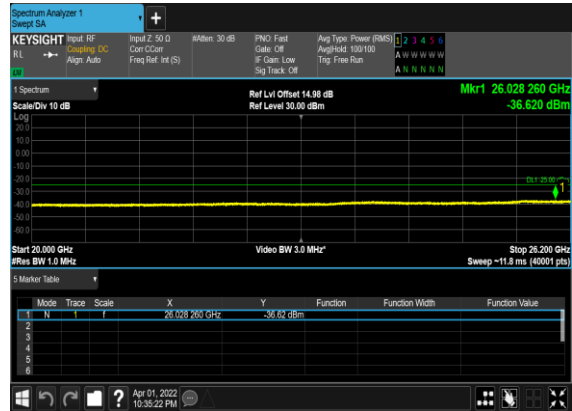 Spectrum Analyzer 1
Swept SA
+
KEYSIGHT Input: RF Input Z: 50 Ω #Atten: 30 dB PNO: Fast Avg Type: Power (RMS) 1 2 3 4 5 6
RL Coupling: DC Corr CCorr Gate: Off Avg|Hold: 100/100 A W W W W W
Align: Auto Freq Ref: Int (S) IF Gain: Low Trig: Free Run
LW Sig Track: Off A N N N N N
1 Spectrum Ref Lvl Offset 14.98 dB Mkr1 26.028 260 GHz
Scale/Div 10 dB Ref Level 30.00 dBm -36.620 dBm
Log
20.0
10.0
0.00
-10.0
-20.0
DL1 -25.00
1
-30.0
-40.0
-50.0
-60.0
Start 20.000 GHz Video BW 3.0 MHz* Stop 26.200 GHz
#Res BW 1.0 MHz Sweep ~11.8 ms (40001 pts)
5 Marker Table
Mode Trace Scale X Y Function Function Width Function Value
1 N 1 f 26.028 260 GHz -36.62 dBm
2
3
4
5
6
? Apr 01, 2022
10:35:22 PM